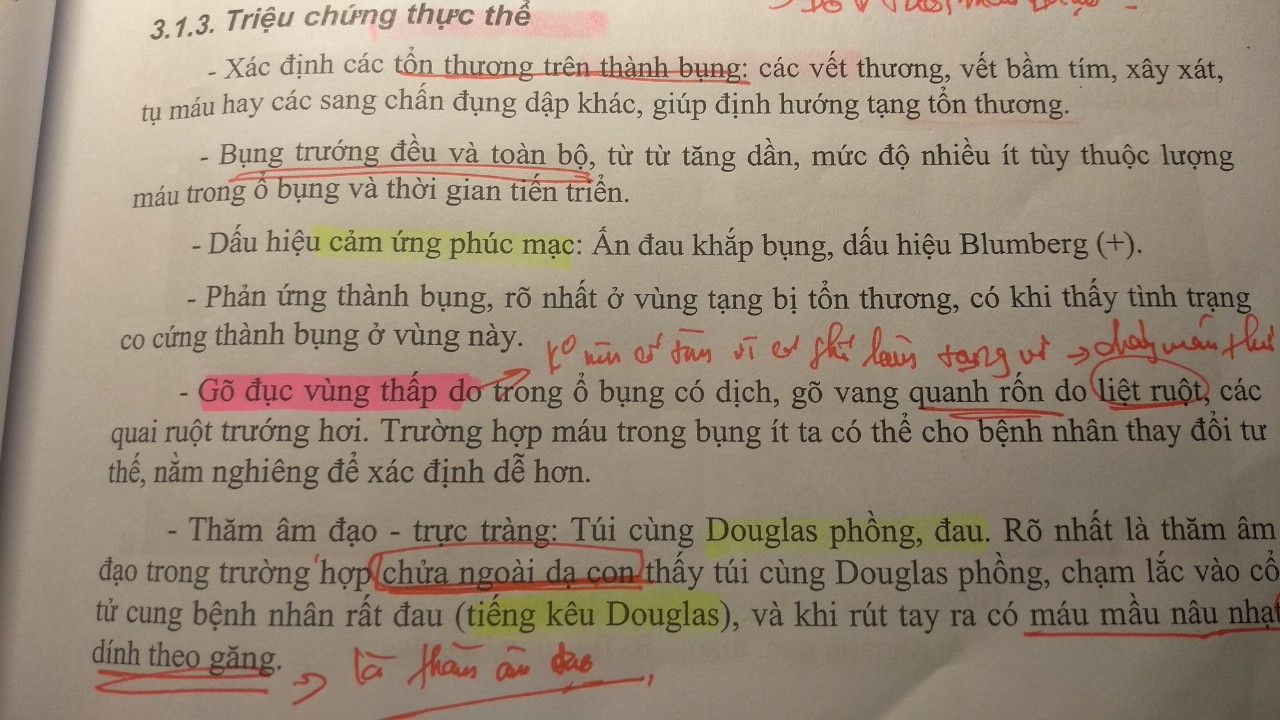 3.1.3. Triệu chứng thực thể
- Xác định các tổn thương trên thành bụng: các vết thương, vết bầm tím, xây xát,
tụ máu hay các sang chấn đụng dập khác, giúp định hướng tạng tổn thương.
- Bụng trướng đều và toàn bộ, từ từ tăng dần, mức độ nhiều ít tùy thuộc lượng
máu trong ổ bụng và thời gian tiến triển.
- Dấu hiệu cảm ứng phúc mạc: Ấn đau khắp bụng, dấu hiệu Blumberg (+).
- Phản ứng thành bụng, rõ nhất ở vùng tạng bị tổn thương, có khi thấy tình trạng
co cứng thành bụng ở vùng này.
- Gõ đục vùng thấp do trong ổ bụng có dịch, gõ vang quanh rốn do liệt ruột, các
quai ruột trướng hơi. Trường hợp máu trong bụng ít ta có thể cho bệnh nhân thay đổi tư
thế, nằm nghiêng để xác định dễ hơn.
- Thăm âm đạo - trực tràng: Túi cùng Douglas phồng, đau. Rõ nhất là thăm âm
đạo trong trường hợp chửa ngoài dạ con thấy túi cùng Douglas phồng, chạm lắc vào cổ
tử cung bệnh nhân rất đau (tiếng kêu Douglas), và khi rút tay ra có máu mầu nâu nhạt
dính theo găng.
là thăm âm đạo